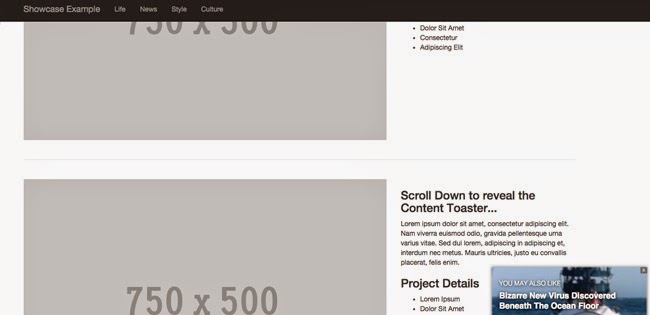 Showcase Example Life News Style Culture
750 x 500
Dolor Sit Amet
Consectetur
Adipiscing Elit
Scroll Down to reveal the
Content Toaster...
Lorem ipsum dolor sit amet, consectetur adipiscing elit.
Nam viverra euismod odio, gravida pellentesque urna
varius vitae. Sed dui lorem, adipiscing in adipiscing et,
interdum nec metus. Mauris ultricies, justo eu convallis
placerat, felis enim.
Project Details
Lorem Ipsum
Dolor Sit Amet
750 x 500
YOU MAY ALSO LIKE
Bizarre New Virus Discovered
Beneath The Ocean Floor